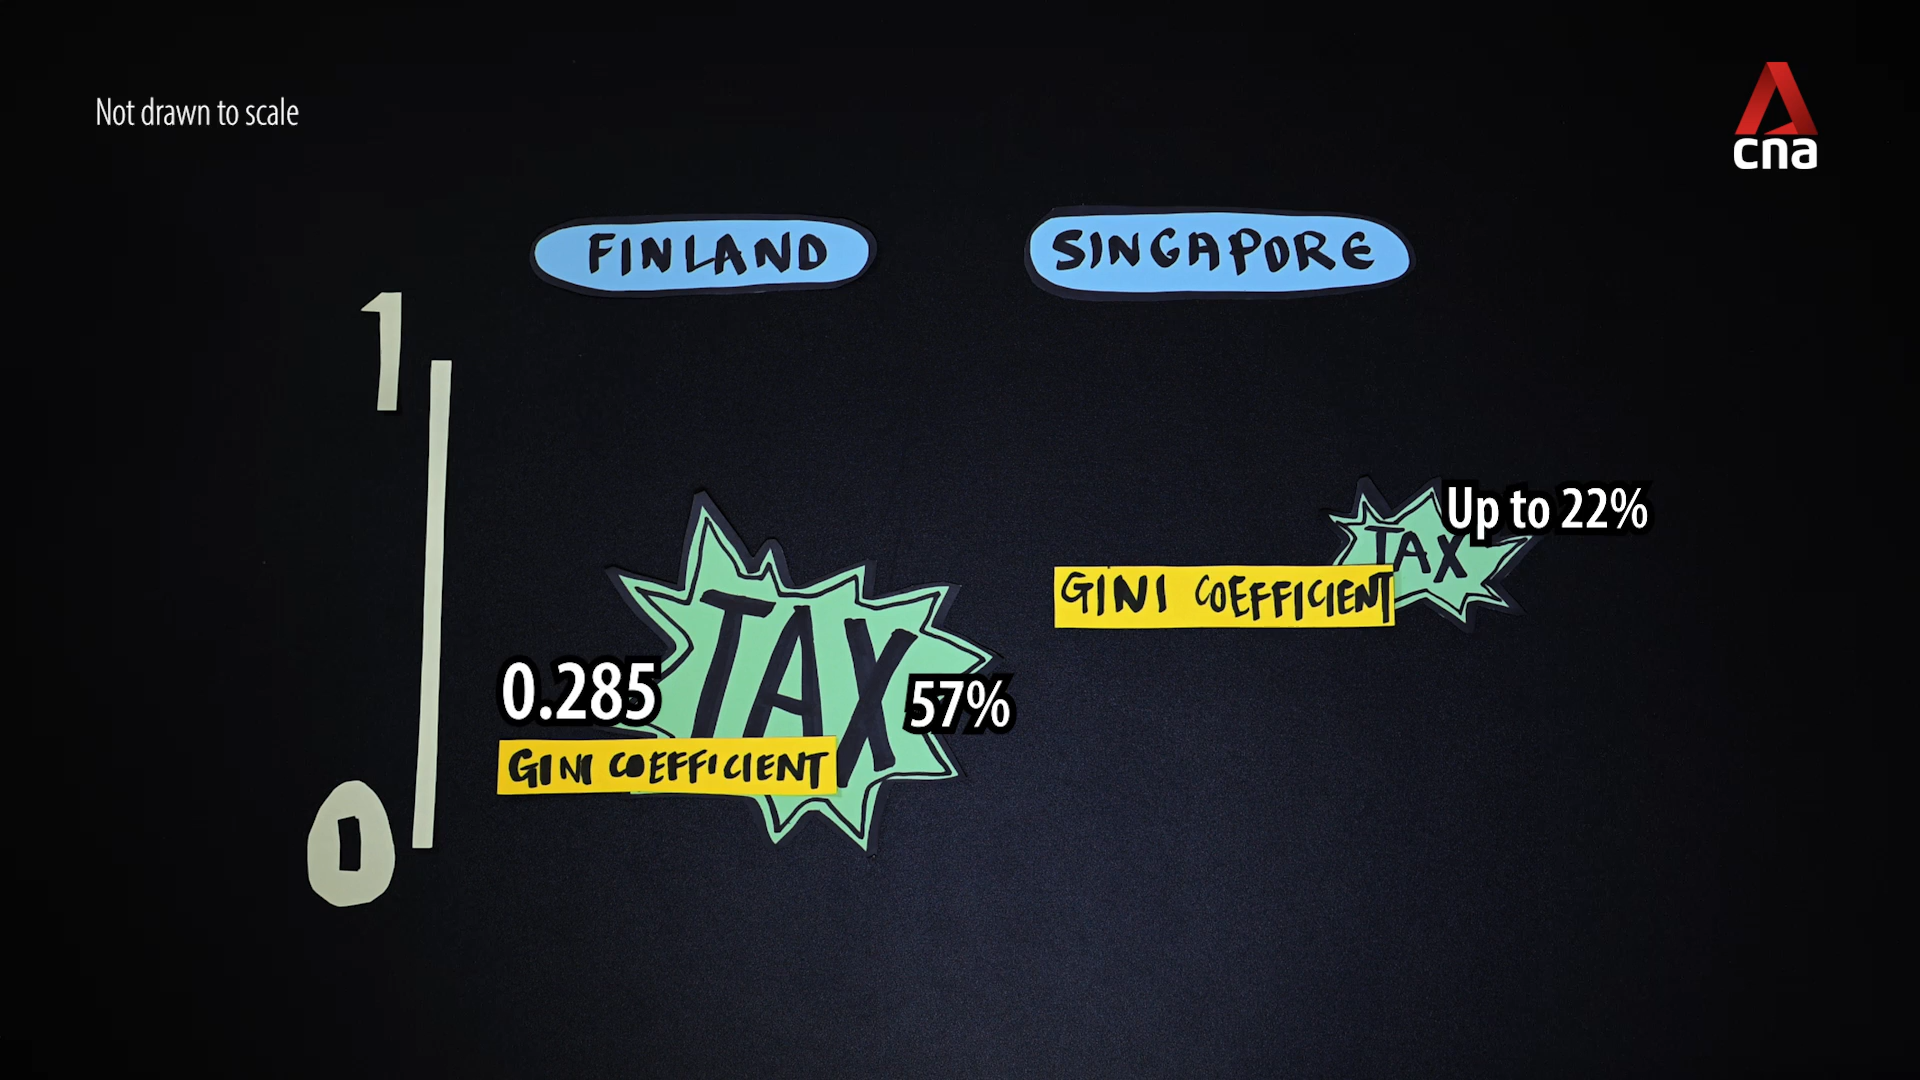 Not drawn to scale
cna
FINLAND
SINGAPORE
1
Up to 22%
TAX
GINI COEFFICIENT
TAX
0.285
57%
GINI COEFFICIENT
0